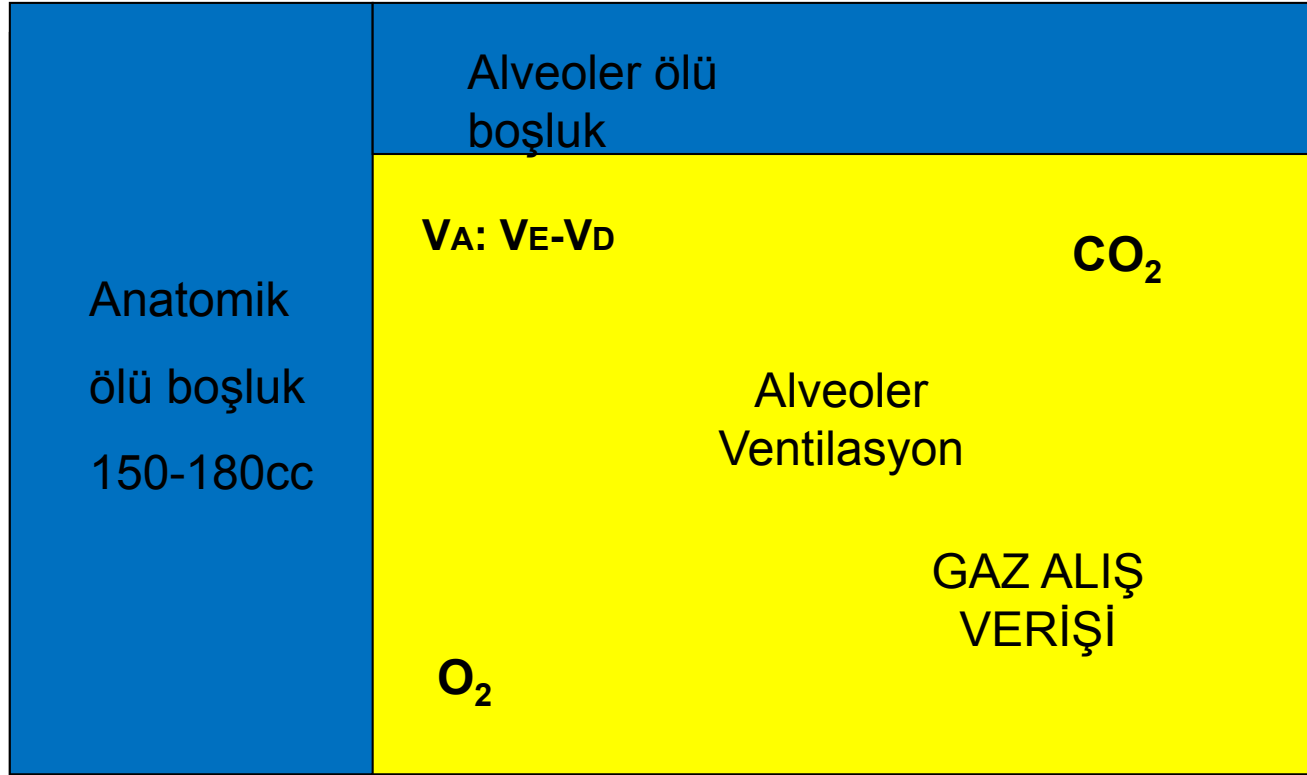 Alveoler ölü
boşluk
Anatomik
ölü boşluk
150-180cc
VA: VE-VD
CO₂
Alveoler
Ventilasyon
GAZ ALIŞ
VERİŞİ
O₂